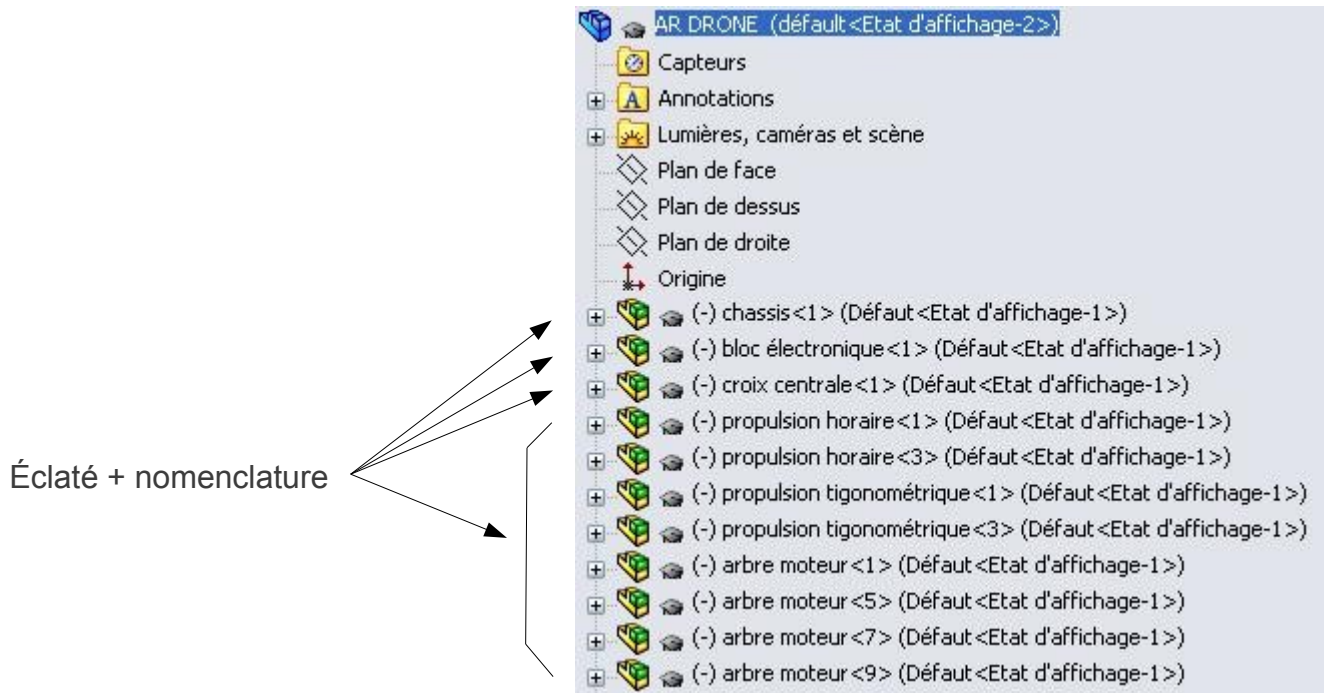 AR DRONE (défault<Etat d'affichage-2>)
Capteurs
Annotations
Lumières, caméras et scène
Plan de face
Plan de dessus
Plan de droite
Origine
(-) chassis<1> (Défaut<Etat d'affichage-1>)
(-) bloc électronique<1> (Défaut<Etat d'affichage-1>)
(-) croix centrale<1> (Défaut<Etat d'affichage-1>)
(-) propulsion horaire<1> (Défaut<Etat d'affichage-1>)
(-) propulsion horaire<3> (Défaut<Etat d'affichage-1>)
Éclaté + nomenclature
(-) propulsion tigonométrique<1> (Défaut<Etat d'affichage-1>)
(-) propulsion tigonométrique<3> (Défaut<Etat d'affichage-1>)
(-) arbre moteur<1> (Défaut<Etat d'affichage-1>)
(-) arbre moteur<5> (Défaut<Etat d'affichage-1>)
(-) arbre moteur<7> (Défaut<Etat d'affichage-1>)
(-) arbre moteur<9> (Défaut<Etat d'affichage-1>)